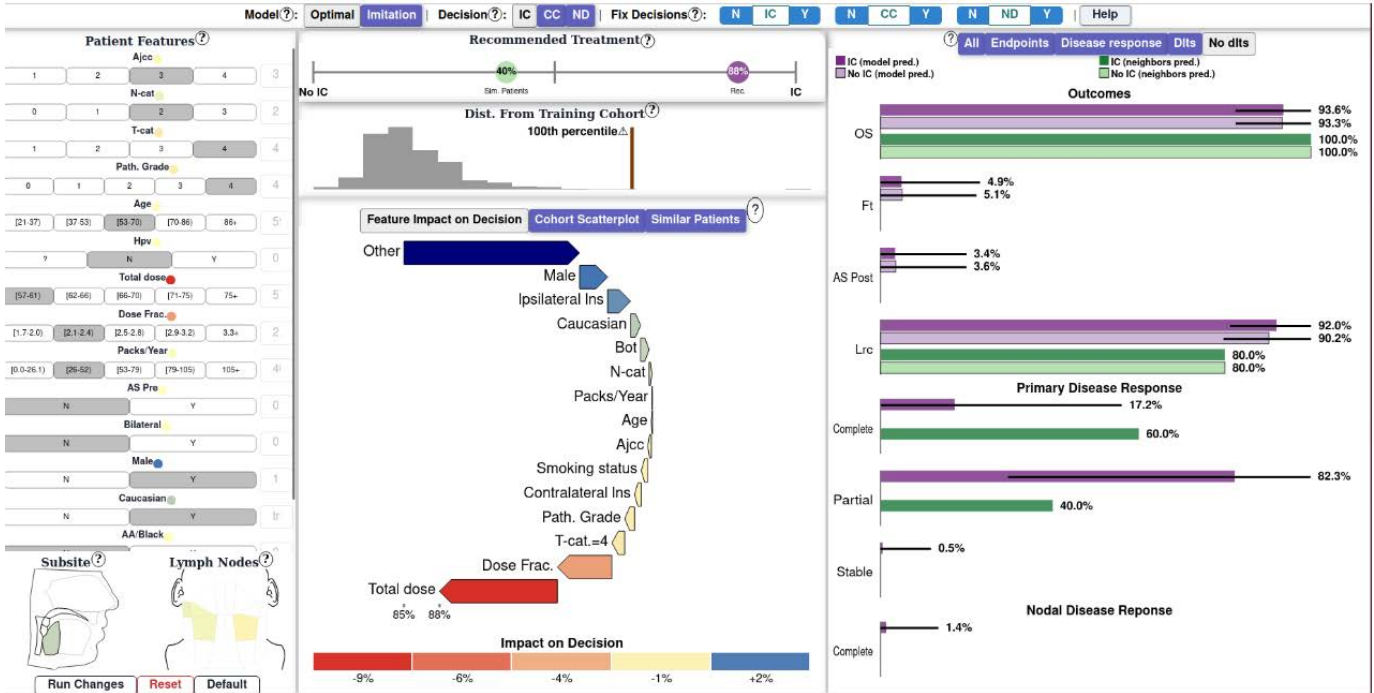 Model?: Optimal Imitation | Decision?: IC CC ND | Fix Decisions?: N IC Y N CC Y N ND Y | Help
Patient Features?
Ajcc
1 2 3 4 3
N-cat
0 1 2 3 2
T-cat
1 2 3 4 4
Path. Grade
0 1 2 3 4 4
Age
[21-37) [37-53) [53-70) [70-86) 86+
Hpv
? N Y 0
Total dose
[57-61) [62-66) [66-70) [71-75) 75+
Dose Frac.
[1.7-2.0) [2.1-2.4) [2.5-2.8) [2.9-3.2) 3.3+ 2
Packs/Year
[0.0-26.1) [26-52) [53-79) [79-105) 105+
AS Pre
N Y 0
Bilateral
N Y 0
Male
N Y 1
Caucasian
N Y
AA/Black
Subsite? Lymph Nodes?
Run Changes Reset Default
Recommended Treatment?
40% 88%
No IC Sim. Patients Rec. IC
Dist. From Training Cohort?
100th percentile⚠
Feature Impact on Decision Cohort Scatterplot Similar Patients ?
Other
Male
Ipsilateral Ins
Caucasian
Bot
N-cat
Packs/Year
Age
Ajcc
Smoking status
Contralateral Ins
Path. Grade
T-cat.=4
Dose Frac.
Total dose
85% 88%
Impact on Decision
-9% -6% -4% -1% +2%
? All Endpoints Disease response Dlts No dlts
IC (model pred.) IC (neighbors pred.)
No IC (model pred.) No IC (neighbors pred.)
Outcomes
OS
93.6%
93.3%
100.0%
100.0%
Ft
4.9%
5.1%
AS Post
3.4%
3.6%
Lrc
92.0%
90.2%
80.0%
80.0%
Primary Disease Response
Complete
17.2%
60.0%
Partial
82.3%
40.0%
Stable
0.5%
Nodal Disease Reponse
Complete
1.4%